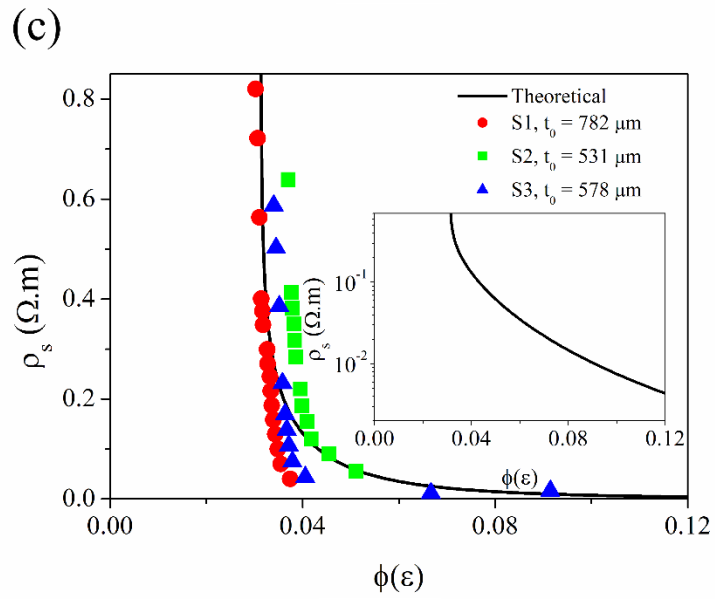 (c)
Theoretical
S1, t₀ = 782 μm
S2, t₀ = 531 μm
S3, t₀ = 578 μm
ρₛ (Ω.m)
0.8
0.6
0.4
0.2
0.0
0.00
0.04
0.08
0.12
ϕ(ε)
ρₛ (Ω.m)
10⁻¹
10⁻²
0.00
0.04
0.08
0.12
ϕ(ε)